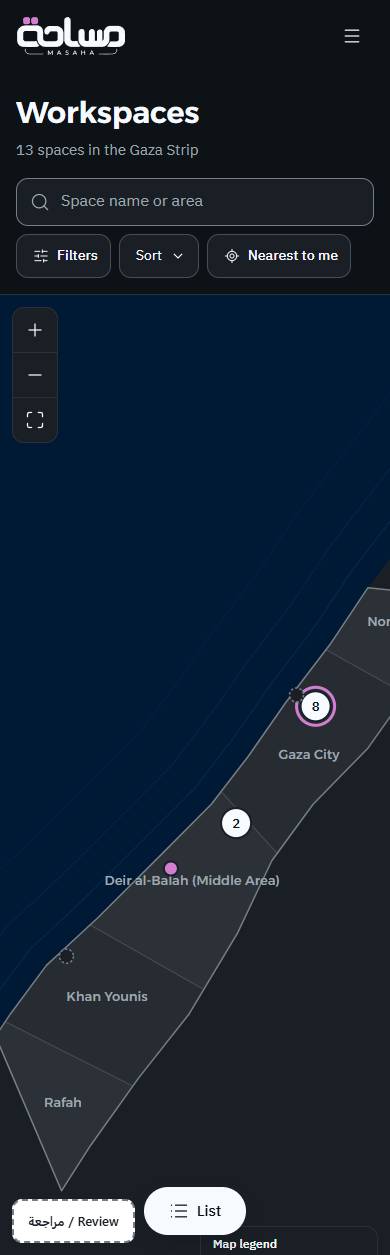 مساحة
MASAHA
Workspaces
13 spaces in the Gaza Strip
Space name or area
Filters
Sort
Nearest to me
Nor
8
Gaza City
2
Deir al-Balah (Middle Area)
Khan Younis
Rafah
مراجعة / Review
List
Map legend